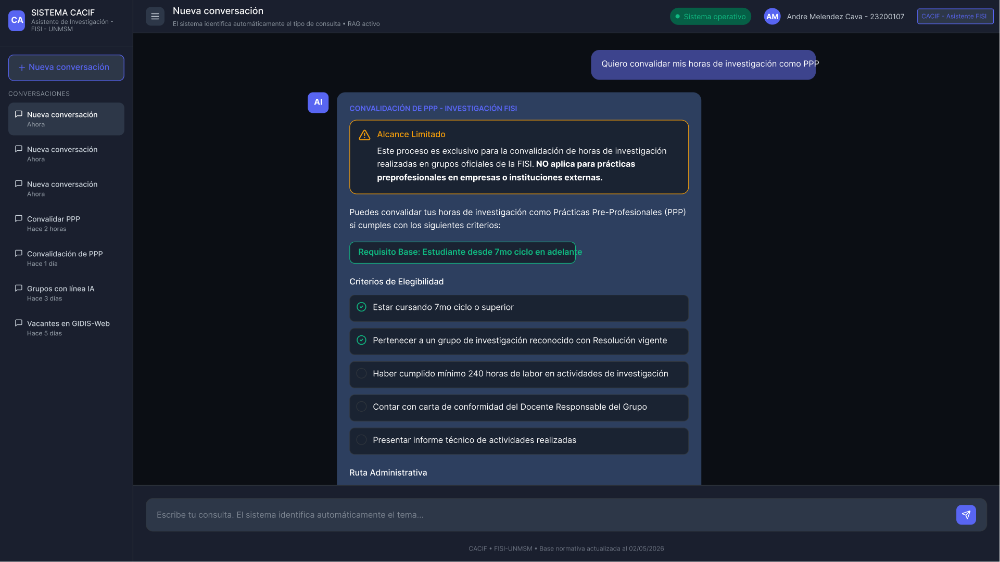 CA
SISTEMA CACIF
Asistente de Investigación -
FISI - UNMSM
+ Nueva conversación
CONVERSACIONES
Nueva conversación
Ahora
Nueva conversación
Ahora
Nueva conversación
Ahora
Convalidar PPP
Hace 2 horas
Convalidación de PPP
Hace 1 día
Grupos con línea IA
Hace 3 días
Vacantes en GIDIS-Web
Hace 5 días
Nueva conversación
El sistema identifica automáticamente el tipo de consulta • RAG activo
Sistema operativo
AM
Andre Melendez Cava - 23200107
CACIF - Asistente FISI
Quiero convalidar mis horas de investigación como PPP
AI
CONVALIDACIÓN DE PPP - INVESTIGACIÓN FISI
Alcance Limitado
Este proceso es exclusivo para la convalidación de horas de investigación
realizadas en grupos oficiales de la FISI. NO aplica para prácticas
preprofesionales en empresas o instituciones externas.
Puedes convalidar tus horas de investigación como Prácticas Pre-Profesionales (PPP)
si cumples con los siguientes criterios:
Requisito Base: Estudiante desde 7mo ciclo en adelante
Criterios de Elegibilidad
Estar cursando 7mo ciclo o superior
Pertenecer a un grupo de investigación reconocido con Resolución vigente
Haber cumplido mínimo 240 horas de labor en actividades de investigación
Contar con carta de conformidad del Docente Responsable del Grupo
Presentar informe técnico de actividades realizadas
Ruta Administrativa
Escribe tu consulta. El sistema identifica automáticamente el tema...
CACIF • FISI-UNMSM • Base normativa actualizada al 02/05/2026